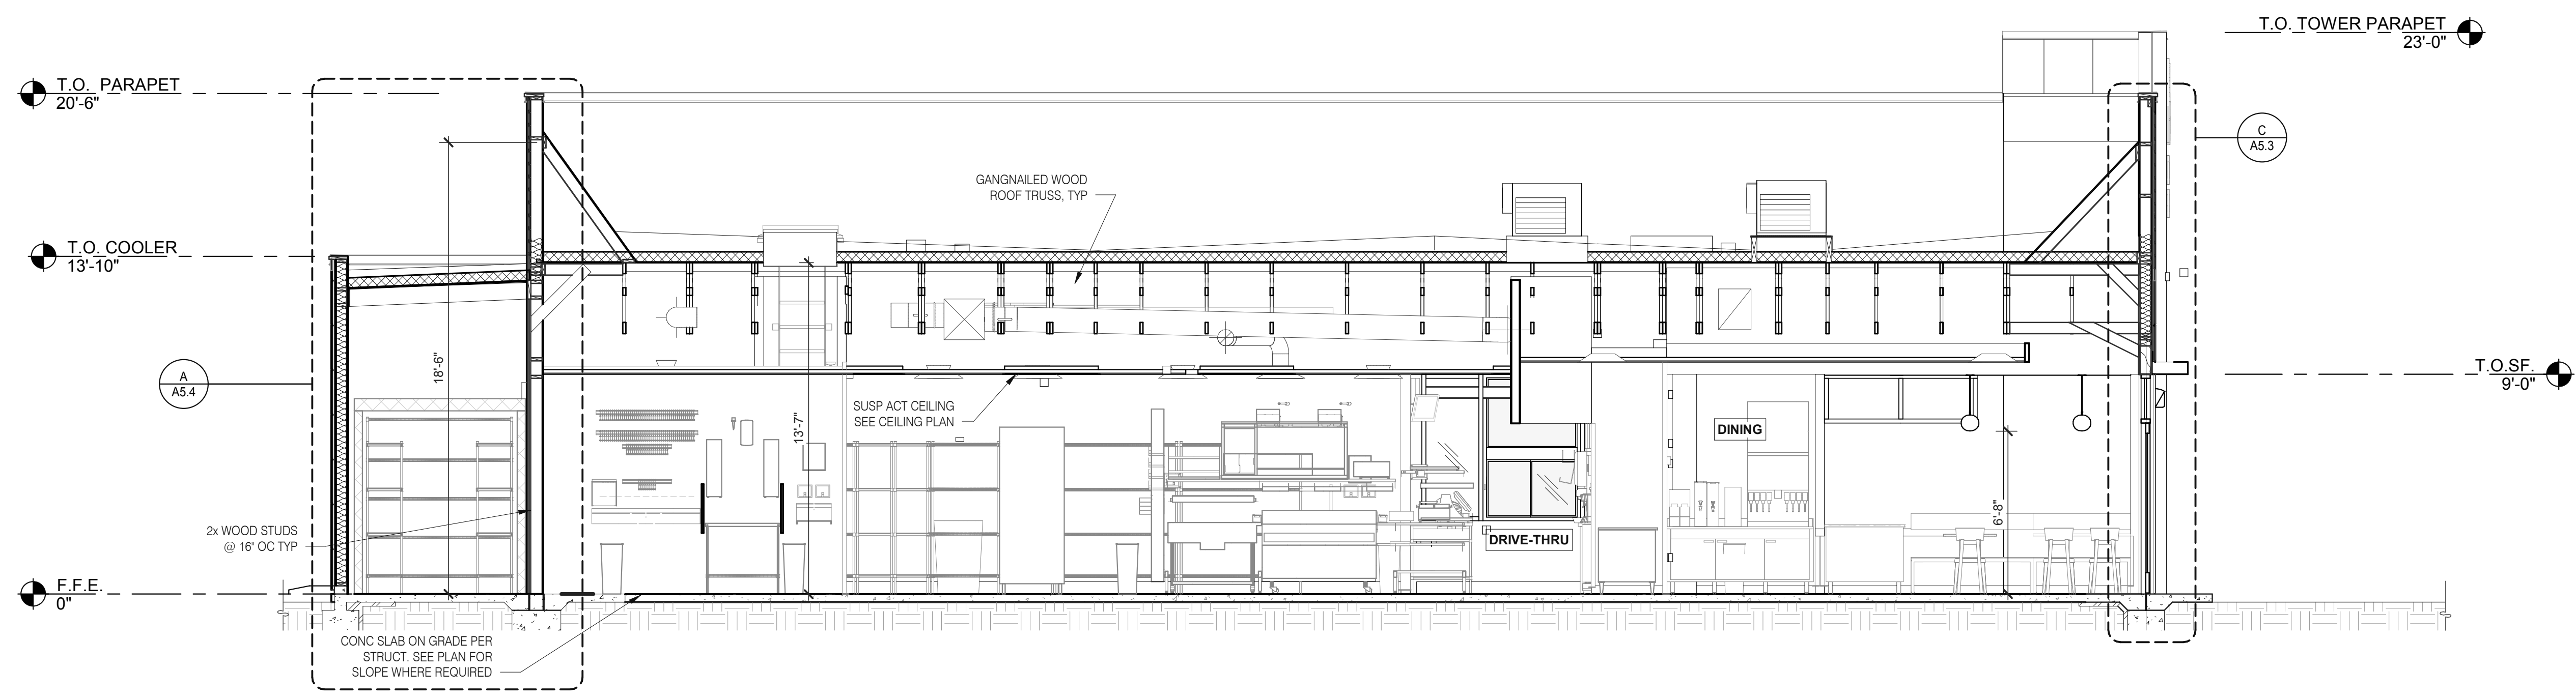 T.O. TOWER PARAPET
23'-0"
T.O. PARAPET
20'-6"
C
A5.3
GANGNAILED WOOD
ROOF TRUSS, TYP
T.O. COOLER
13'-10"
18'-6"
A
A5.4
T.O.SF.
9'-0"
SUSP ACT CEILING
SEE CEILING PLAN
13'-7"
DINING
6'-8"
2x WOOD STUDS
@ 16" OC TYP
DRIVE-THRU
F.F.E.
0"
CONC SLAB ON GRADE PER
STRUCT. SEE PLAN FOR
SLOPE WHERE REQUIRED